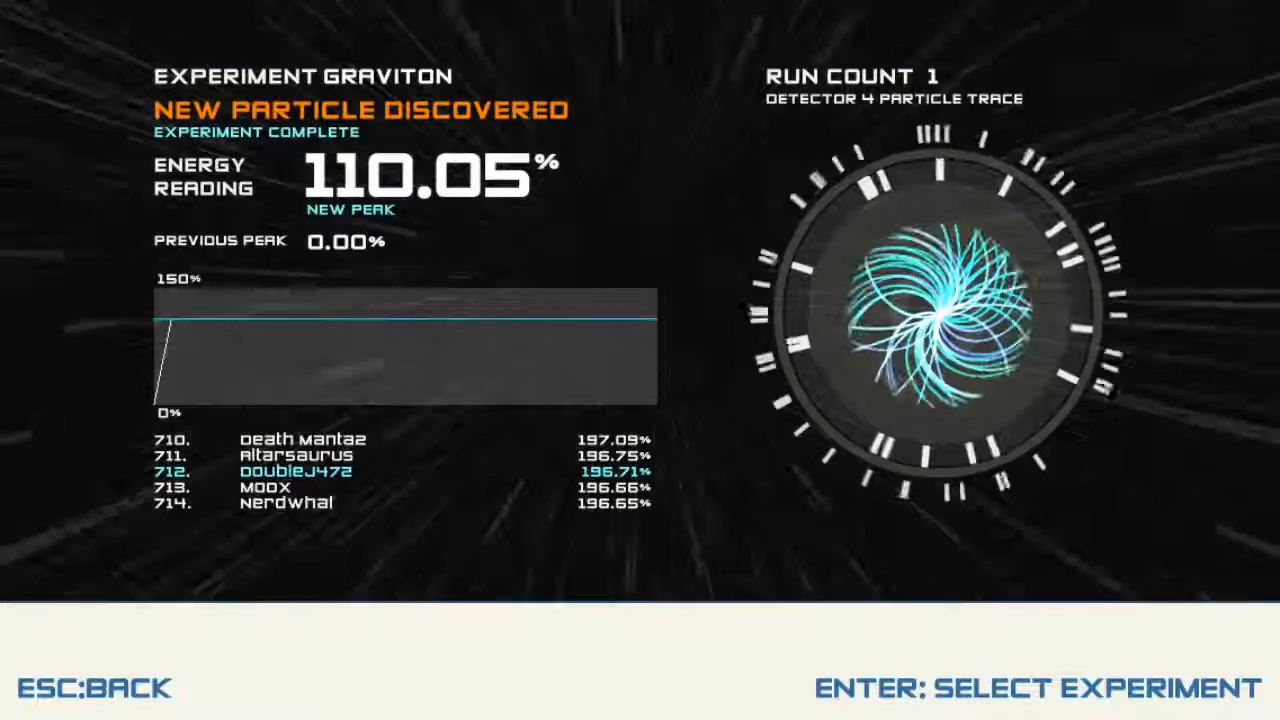 EXPERIMENT GRAVITON
NEW PARTICLE DISCOVERED
EXPERIMENT COMPLETE
ENERGY READING 110.05%
NEW PEAK
PREVIOUS PEAK 0.00%
150%
0%
710. Death Manta2 197.09%
711. Altarsaurus 196.75%
712. DoubleJ472 196.71%
713. MOOX 196.66%
714. Nerdwhal 196.65%
RUN COUNT 1
DETECTOR 4 PARTICLE TRACE
ESC:BACK
ENTER: SELECT EXPERIMENT